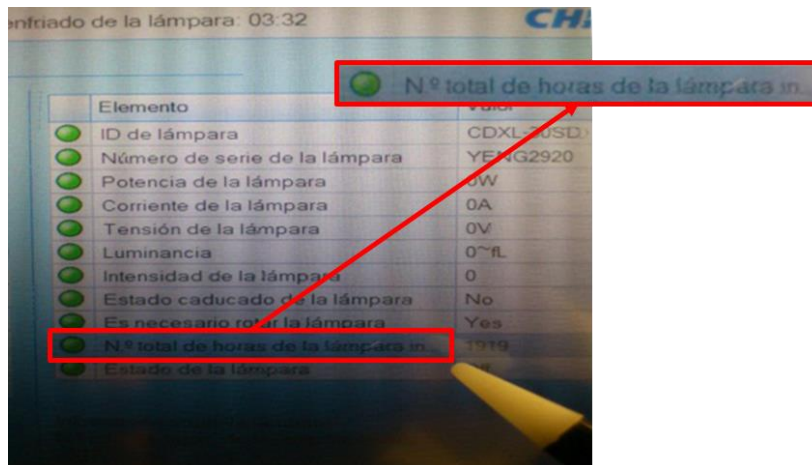 enfriado de la lámpara: 03:32
N.º total de horas de la lámpara in...
Elemento
ID de lámpara
Número de serie de la lámpara YENG2920
Potencia de la lámpara 0W
Corriente de la lámpara 0A
Tensión de la lámpara 0V
Luminancia 0~fL
Intensidad de la lámpara 0
Estado caducado de la lámpara No
Es necesario rotar la lámpara Yes
N.º total de horas de la lámpara in... 1919
Estado de la lámpara